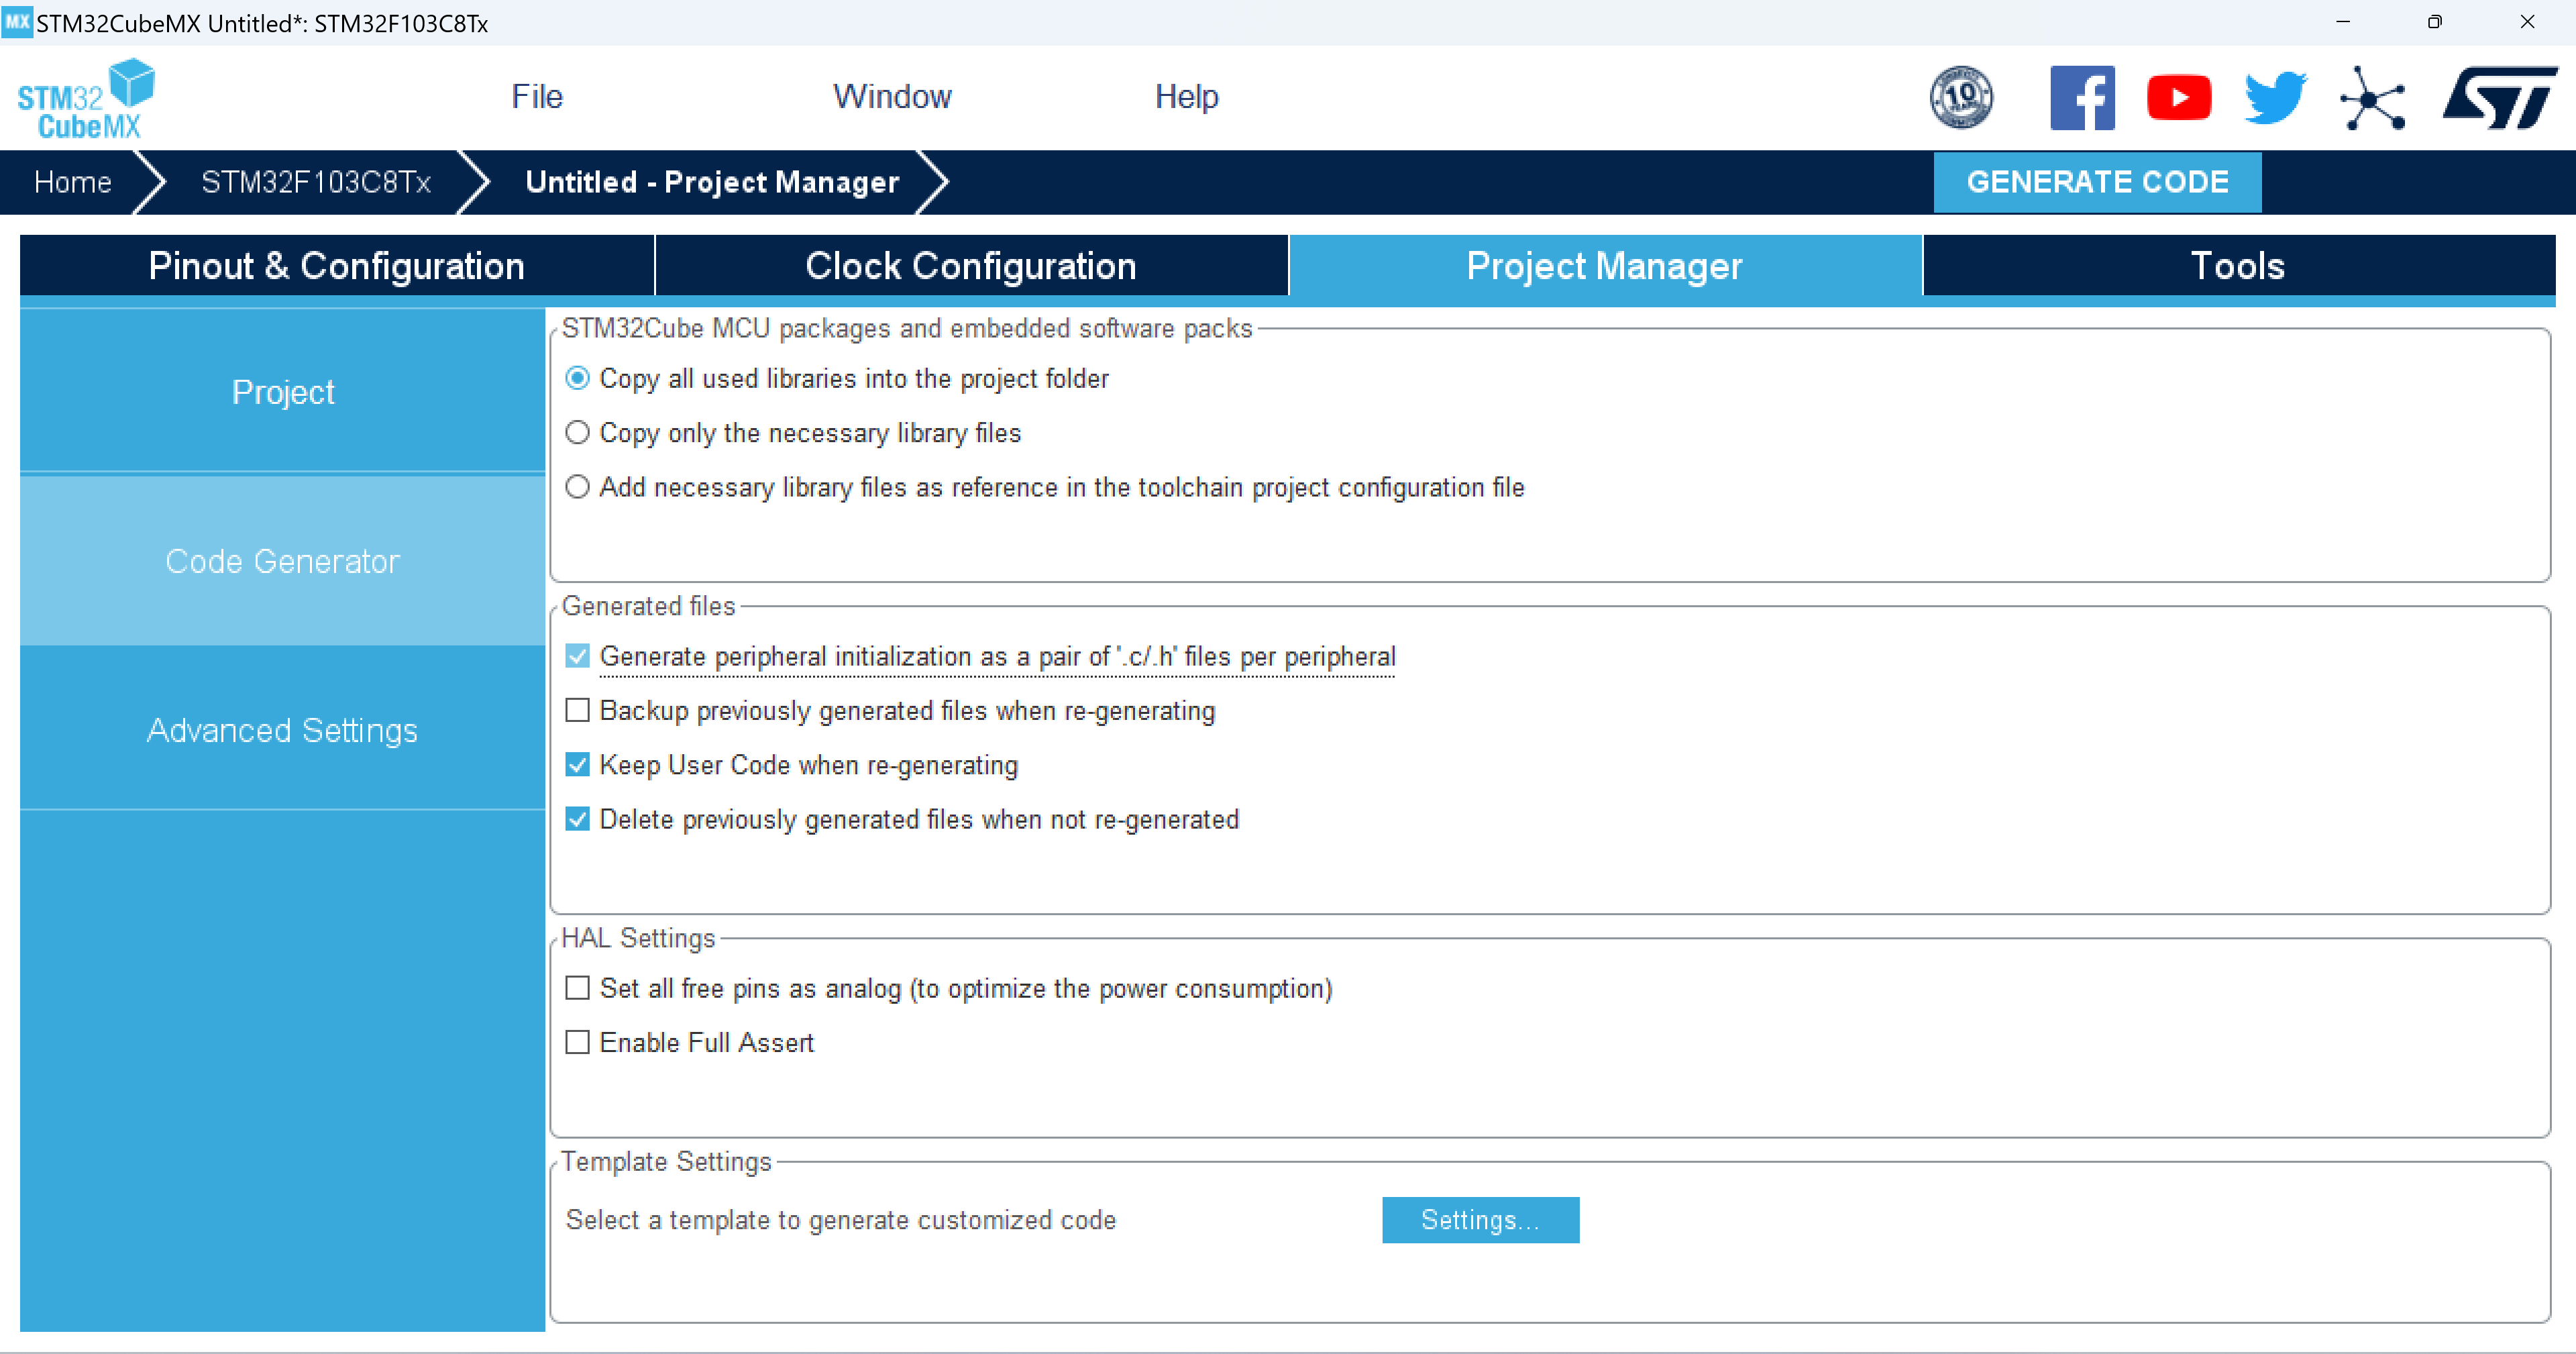 MX STM32CubeMX Untitled*: STM32F103C8Tx
STM32
CubeMX
File Window Help
10
YEARS
ST
Home STM32F103C8Tx Untitled - Project Manager GENERATE CODE
Pinout & Configuration Clock Configuration Project Manager Tools
Project
Code Generator
Advanced Settings
STM32Cube MCU packages and embedded software packs
Copy all used libraries into the project folder
Copy only the necessary library files
Add necessary library files as reference in the toolchain project configuration file
Generated files
Generate peripheral initialization as a pair of '.c/.h' files per peripheral
Backup previously generated files when re-generating
Keep User Code when re-generating
Delete previously generated files when not re-generated
HAL Settings
Set all free pins as analog (to optimize the power consumption)
Enable Full Assert
Template Settings
Select a template to generate customized code Settings...